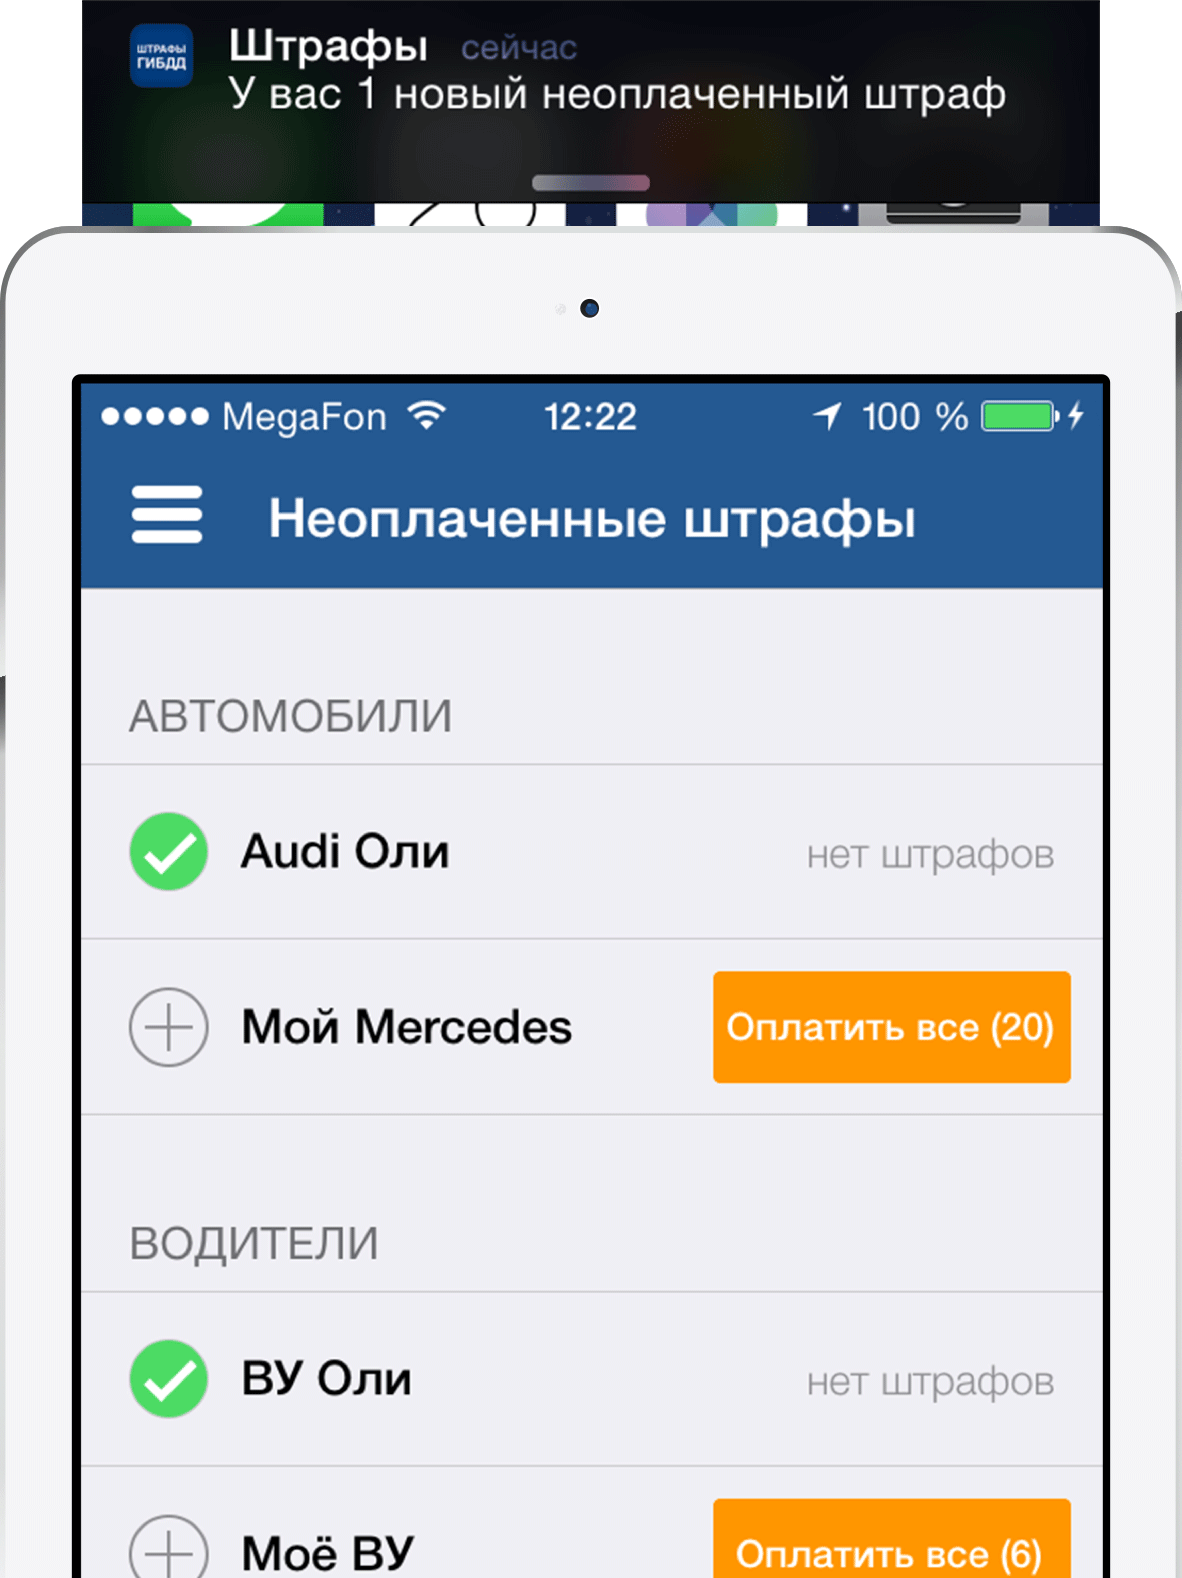 ШТРАФЫ
ГИБДД
Штрафы сейчас
У вас 1 новый неоплаченный штраф
MegaFon 12:22 100 %
Неоплаченные штрафы
АВТОМОБИЛИ
Audi Оли нет штрафов
Мой Mercedes Оплатить все (20)
ВОДИТЕЛИ
ВУ Оли нет штрафов
Моё ВУ Оплатить все (6)